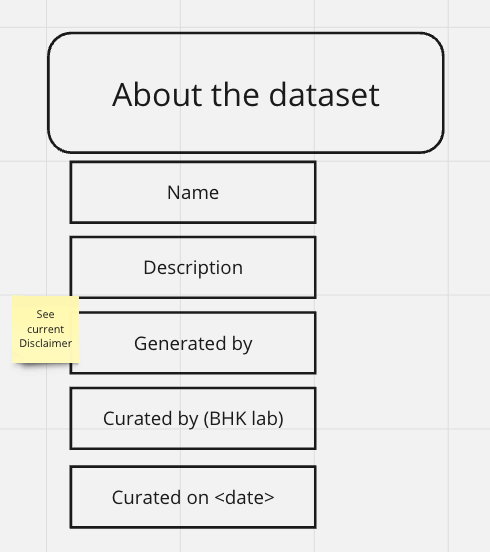 About the dataset
Name
Description
See
current
Disclaimer
Generated by
Curated by (BHK lab)
Curated on <date>